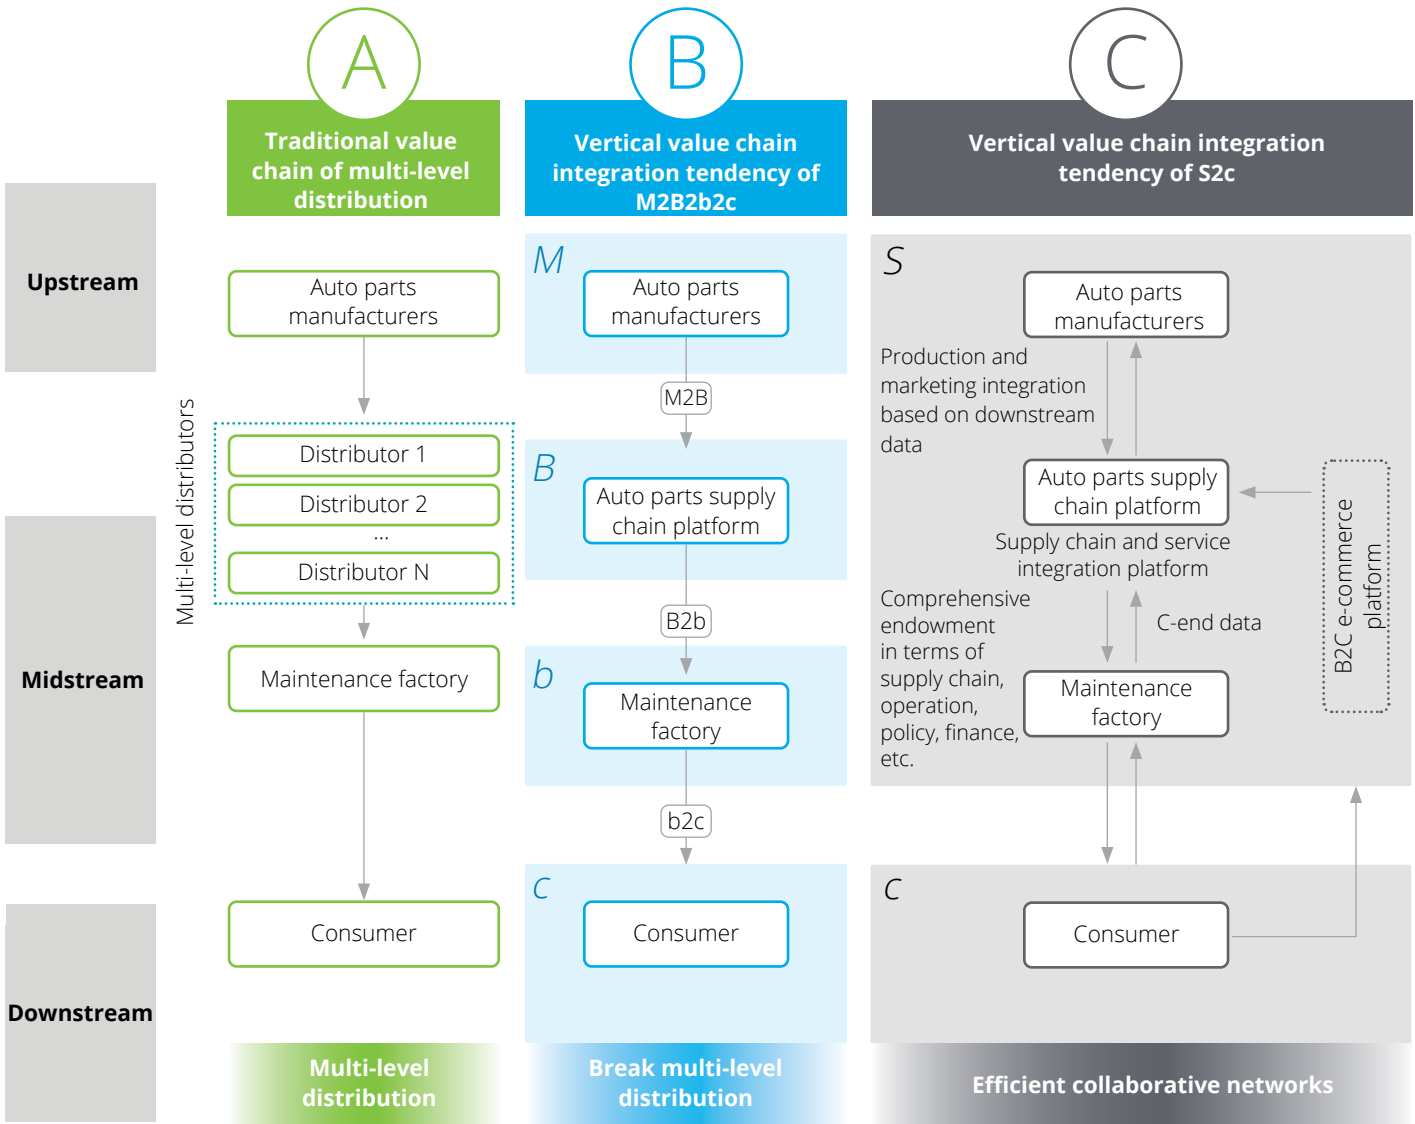 A
Traditional value
chain of multi-level
distribution
B
Vertical value chain
integration tendency of
M2B2b2c
C
Vertical value chain integration
tendency of S2c
Upstream
Midstream
Downstream
Auto parts
manufacturers
Multi-level distributors
Distributor 1
Distributor 2
...
Distributor N
Maintenance factory
Consumer
Multi-level
distribution
M
Auto parts
manufacturers
M2B
B
Auto parts supply
chain platform
B2b
b
Maintenance
factory
b2c
c
Consumer
Break multi-level
distribution
S
Auto parts
manufacturers
Production and
marketing integration
based on downstream
data
Auto parts supply
chain platform
Supply chain and service
integration platform
Comprehensive
endowment
in terms of
supply chain,
operation,
policy, finance,
etc.
C-end data
B2C e-commerce
platform
Maintenance
factory
c
Consumer
Efficient collaborative networks